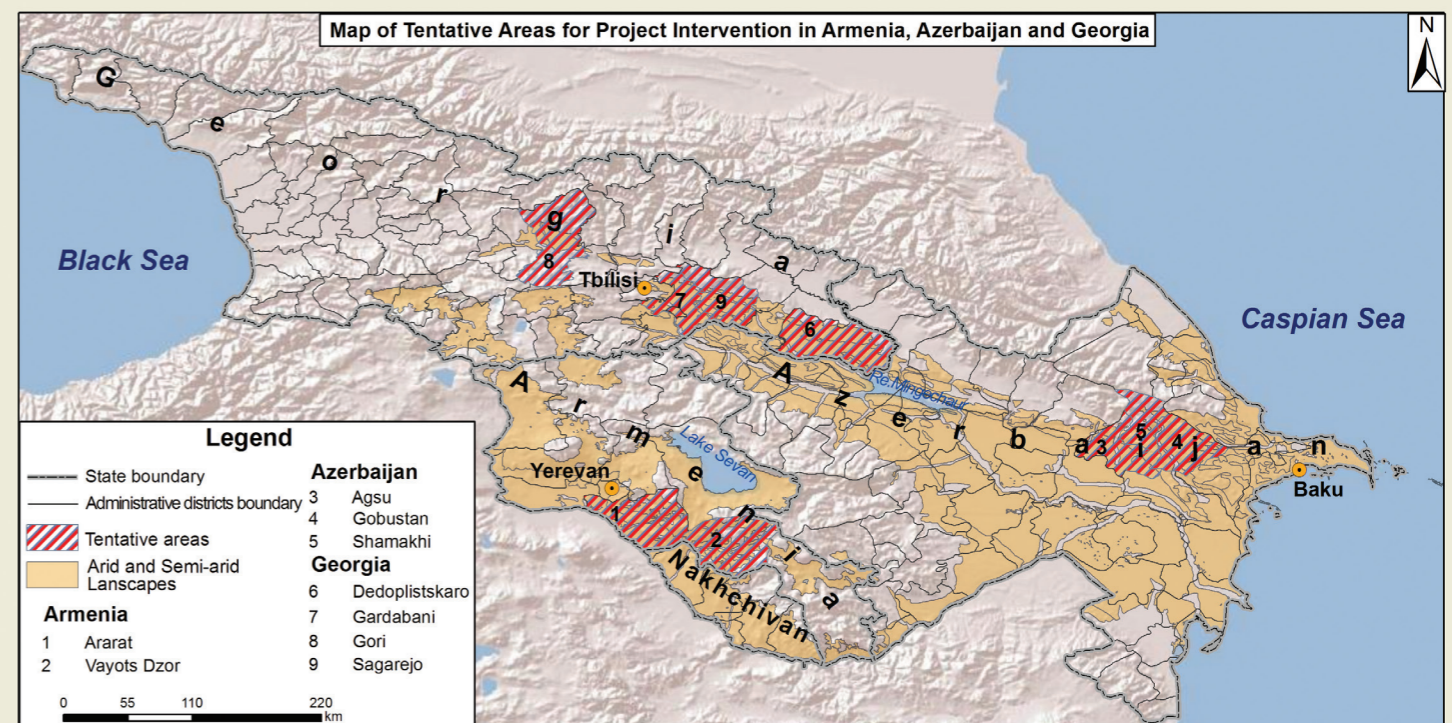 Map of Tentative Areas for Project Intervention in Armenia, Azerbaijan and Georgia
N
Georgia
Black Sea
Caspian Sea
g
8
Tbilisi
7
9
6
Azerbaijan
Re.Mingechaur
Armenia
Lake Sevan
Yerevan
1
2
3
5
4
Baku
Nakhchivan
Legend
State boundary
Administrative districts boundary
Tentative areas
Arid and Semi-arid
Lanscapes
Armenia
1 Ararat
2 Vayots Dzor
Azerbaijan
3 Agsu
4 Gobustan
5 Shamakhi
Georgia
6 Dedoplistskaro
7 Gardabani
8 Gori
9 Sagarejo
0 55 110 220
km